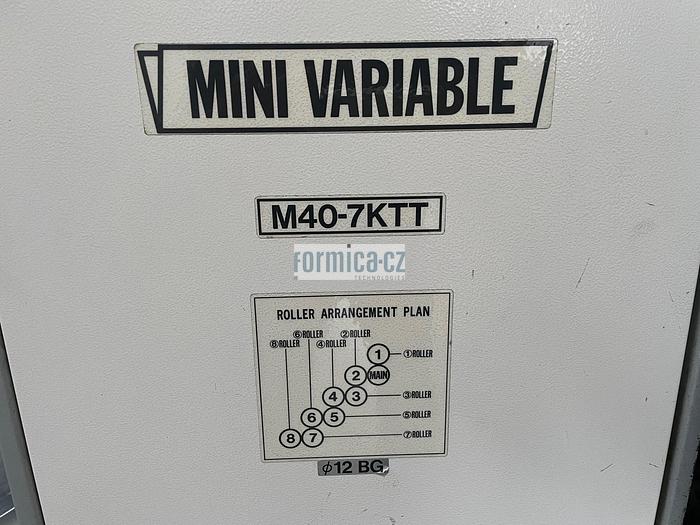 MINI VARIABLE
M40-7KTT
formica-cz
TECHNOLOGIES
ROLLER ARRANGEMENT PLAN
⑥ROLLER ②ROLLER
⑧ROLLER ④ROLLER
① ①ROLLER
② MAIN
④ ③ ③ROLLER
⑥ ⑤ ⑤ROLLER
⑧ ⑦ ⑦ROLLER
φ12 BG